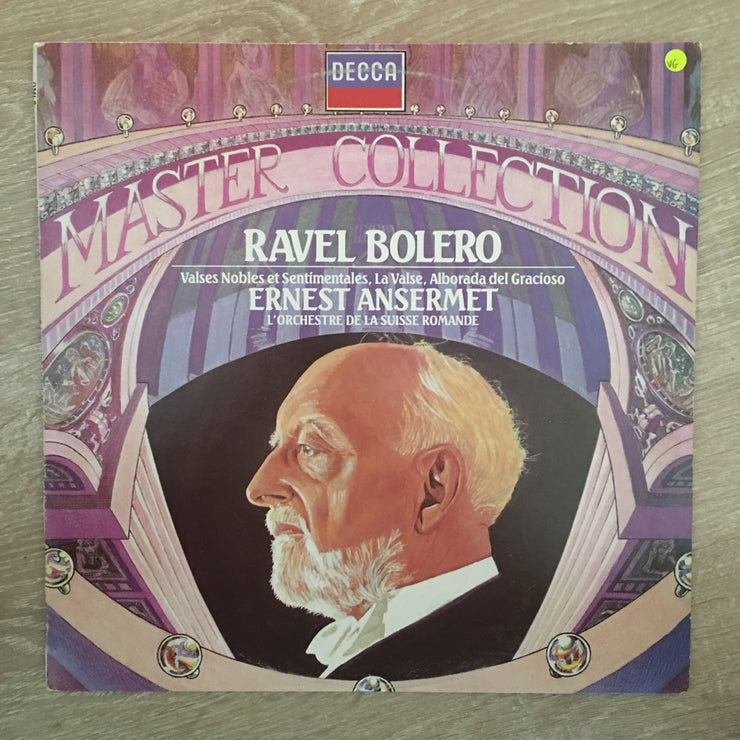 DECCA
VG
MASTER COLLECTION
RAVEL BOLERO
Valses Nobles et Sentimentales, La Valse, Alborada del Gracioso
ERNEST ANSERMET
L'ORCHESTRE DE LA SUISSE ROMANDE